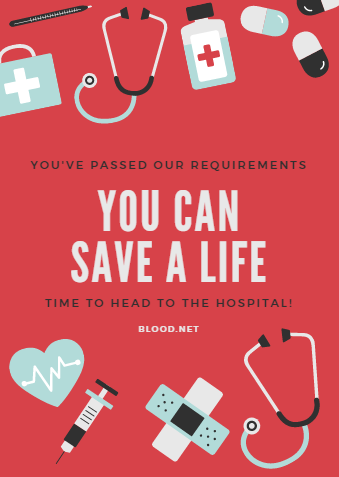 YOU'VE PASSED OUR REQUIREMENTS
YOU CAN
SAVE A LIFE
TIME TO HEAD TO THE HOSPITAL!
BLOOD.NET